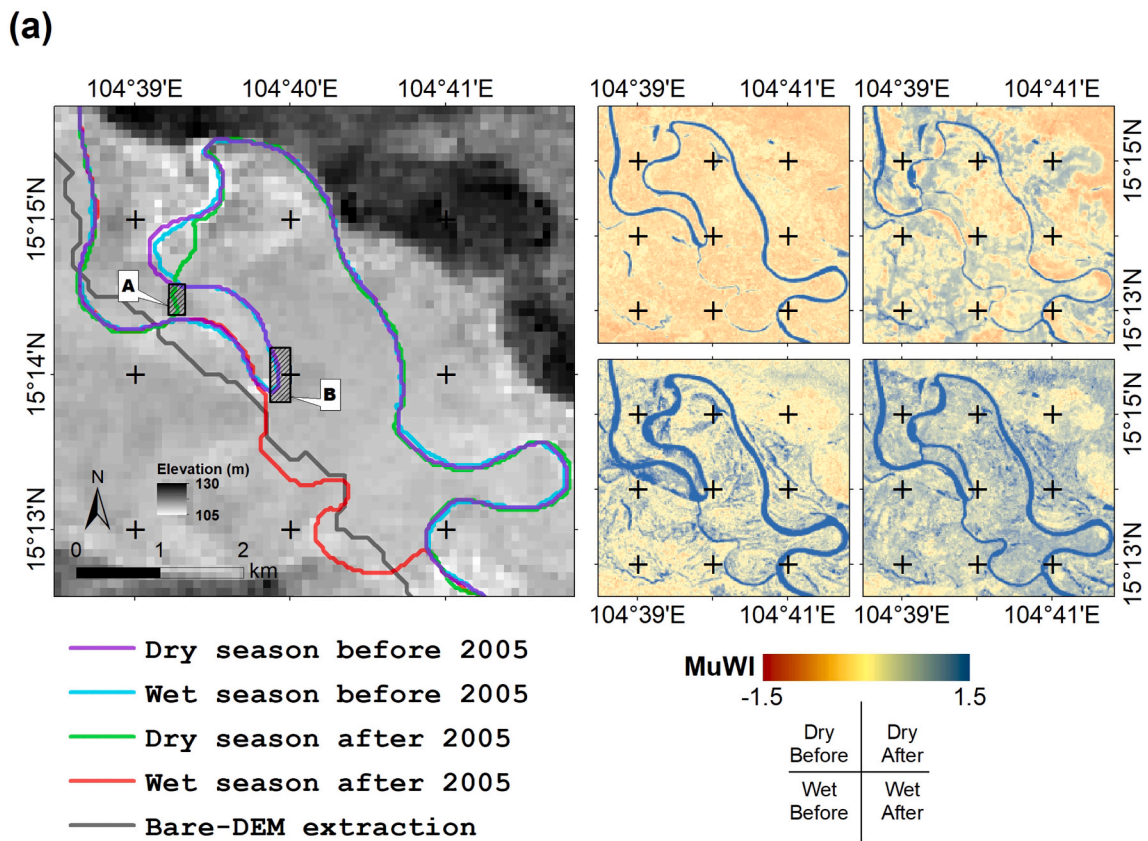 (a)
104°39'E 104°40'E 104°41'E
104°39'E 104°41'E 104°39'E 104°41'E
15°15'N
15°14'N
15°13'N
A
B
N
Elevation (m)
130
105
0 1 2
km
15°15'N
15°13'N
15°15'N
15°13'N
104°39'E 104°41'E 104°39'E 104°41'E
Dry season before 2005
Wet season before 2005
Dry season after 2005
Wet season after 2005
Bare-DEM extraction
MuWI
-1.5 1.5
Dry Before
Dry After
Wet Before
Wet After